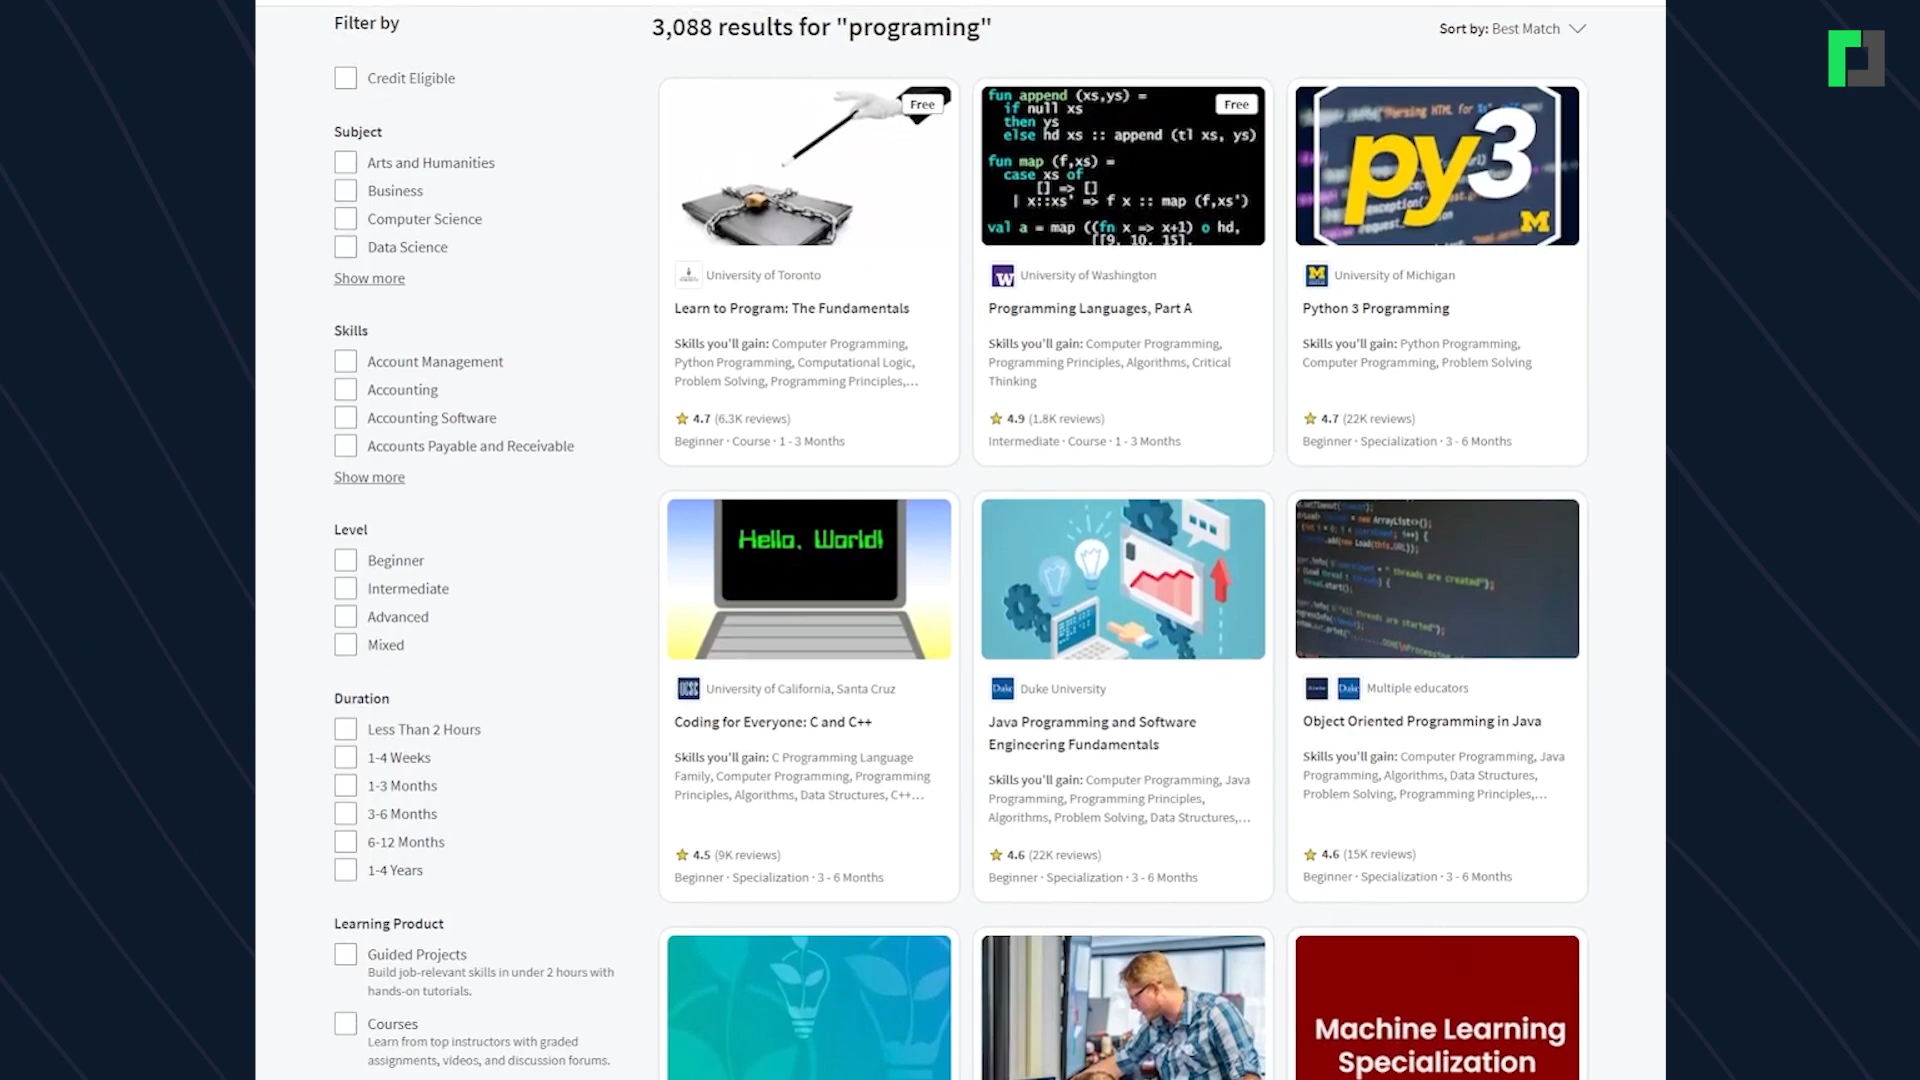 Filter by
3,088 results for "programing"
Sort by: Best Match
Credit Eligible
Subject
Arts and Humanities
Business
Computer Science
Data Science
Show more
Skills
Account Management
Accounting
Accounting Software
Accounts Payable and Receivable
Show more
Level
Beginner
Intermediate
Advanced
Mixed
Duration
Less Than 2 Hours
1-4 Weeks
1-3 Months
3-6 Months
6-12 Months
1-4 Years
Learning Product
Guided Projects
Build job-relevant skills in under 2 hours with
hands-on tutorials.
Courses
Learn from top instructors with graded
assignments, videos, and discussion forums.
Free
University of Toronto
Learn to Program: The Fundamentals
Skills you'll gain: Computer Programming,
Python Programming, Computational Logic,
Problem Solving, Programming Principles,...
4.7 (6.3K reviews)
Beginner · Course · 1 - 3 Months
fun append (xs,ys) =
if null xs
then ys
else hd xs :: append (tl xs, ys)
fun map (f,xs) =
case xs of
[] => []
| x::xs' => f x :: map (f,xs')
val a = map ((fn x => x+1) o hd,
[[9, 10, 15],
Free
W
University of Washington
Programming Languages, Part A
Skills you'll gain: Computer Programming,
Programming Principles, Algorithms, Critical
Thinking
4.9 (1.8K reviews)
Intermediate · Course · 1 - 3 Months
py3
M
M
University of Michigan
Python 3 Programming
Skills you'll gain: Python Programming,
Computer Programming, Problem Solving
4.7 (22K reviews)
Beginner · Specialization · 3 - 6 Months
Hello, World!
UCSC
University of California, Santa Cruz
Coding for Everyone: C and C++
Skills you'll gain: C Programming Language
Family, Computer Programming, Programming
Principles, Algorithms, Data Structures, C++...
4.5 (9K reviews)
Beginner · Specialization · 3 - 6 Months
Duke
Duke University
Java Programming and Software
Engineering Fundamentals
Skills you'll gain: Computer Programming, Java
Programming, Programming Principles,
Algorithms, Problem Solving, Data Structures,...
4.6 (22K reviews)
Beginner · Specialization · 3 - 6 Months
threads are created");
Duke
Multiple educators
Object Oriented Programming in Java
Skills you'll gain: Computer Programming, Java
Programming, Algorithms, Data Structures,
Problem Solving, Programming Principles,...
4.6 (15K reviews)
Beginner · Specialization · 3 - 6 Months
Machine Learning
Specialization